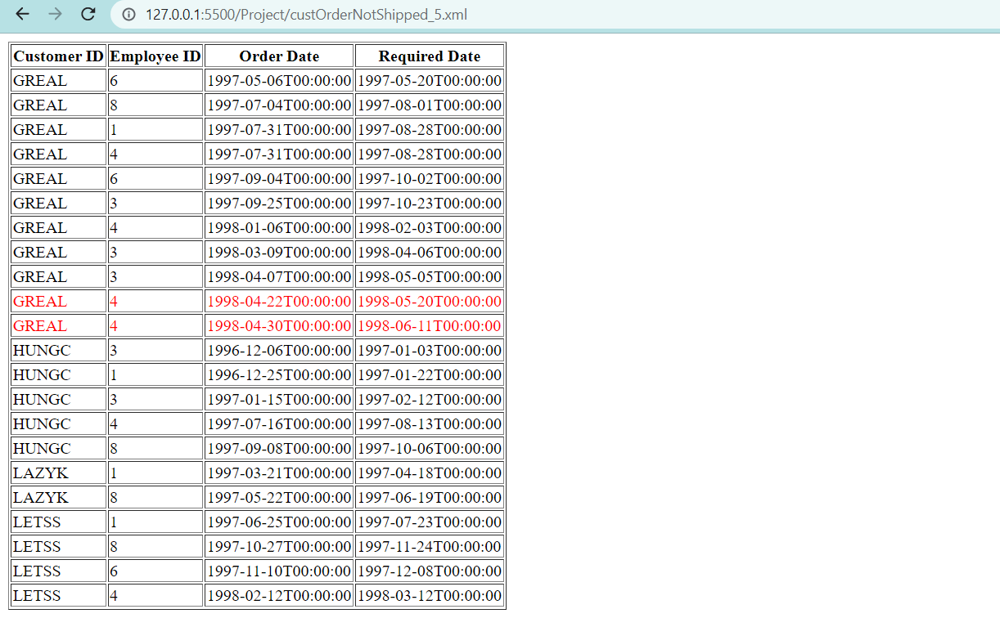 127.0.0.1:5500/Project/custOrderNotShipped_5.xml
Customer ID Employee ID Order Date Required Date
GREAL 6 1997-05-06T00:00:00 1997-05-20T00:00:00
GREAL 8 1997-07-04T00:00:00 1997-08-01T00:00:00
GREAL 1 1997-07-31T00:00:00 1997-08-28T00:00:00
GREAL 4 1997-07-31T00:00:00 1997-08-28T00:00:00
GREAL 6 1997-09-04T00:00:00 1997-10-02T00:00:00
GREAL 3 1997-09-25T00:00:00 1997-10-23T00:00:00
GREAL 4 1998-01-06T00:00:00 1998-02-03T00:00:00
GREAL 3 1998-03-09T00:00:00 1998-04-06T00:00:00
GREAL 3 1998-04-07T00:00:00 1998-05-05T00:00:00
GREAL 4 1998-04-22T00:00:00 1998-05-20T00:00:00
GREAL 4 1998-04-30T00:00:00 1998-06-11T00:00:00
HUNGC 3 1996-12-06T00:00:00 1997-01-03T00:00:00
HUNGC 1 1996-12-25T00:00:00 1997-01-22T00:00:00
HUNGC 3 1997-01-15T00:00:00 1997-02-12T00:00:00
HUNGC 4 1997-07-16T00:00:00 1997-08-13T00:00:00
HUNGC 8 1997-09-08T00:00:00 1997-10-06T00:00:00
LAZYK 1 1997-03-21T00:00:00 1997-04-18T00:00:00
LAZYK 8 1997-05-22T00:00:00 1997-06-19T00:00:00
LETSS 1 1997-06-25T00:00:00 1997-07-23T00:00:00
LETSS 8 1997-10-27T00:00:00 1997-11-24T00:00:00
LETSS 6 1997-11-10T00:00:00 1997-12-08T00:00:00
LETSS 4 1998-02-12T00:00:00 1998-03-12T00:00:00